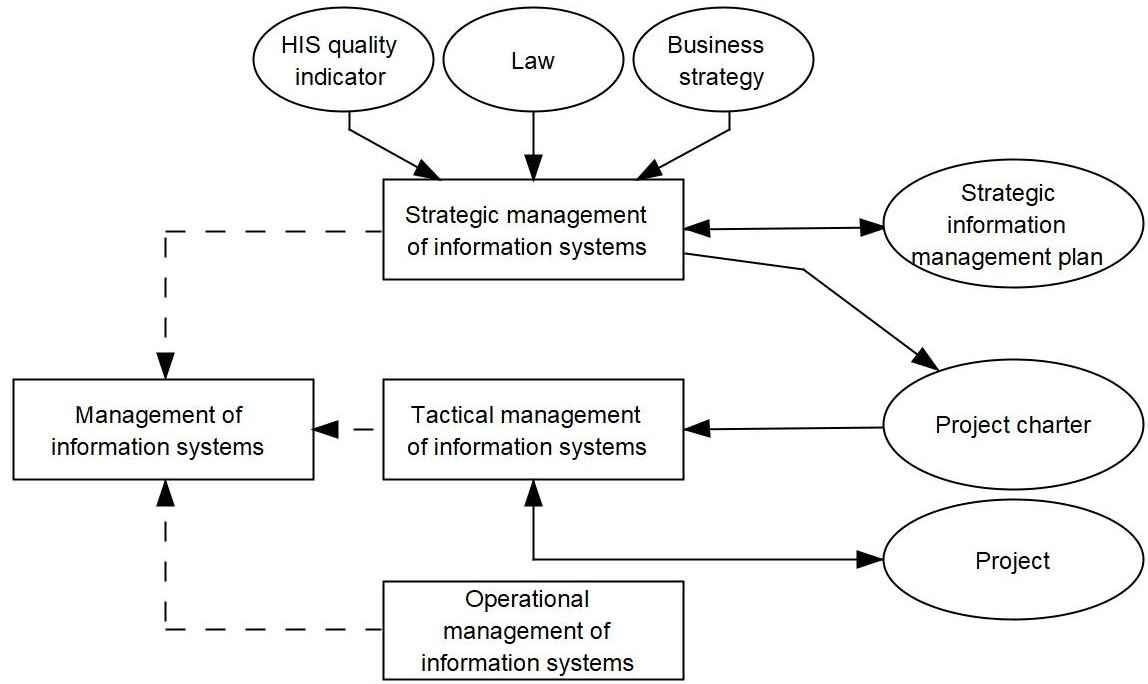 HIS quality
indicator
Law
Business
strategy
Strategic management
of information systems
Strategic
information
management plan
Management of
information systems
Tactical management
of information systems
Project charter
Project
Operational
management of
information systems